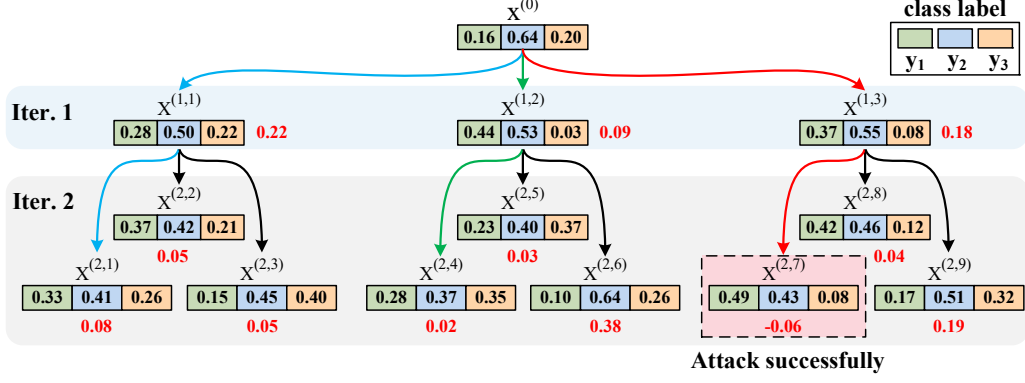 X^(0)
0.16 0.64 0.20
class label
y₁ y₂ y₃
Iter. 1
X^(1,1)
0.28 0.50 0.22 0.22
X^(1,2)
0.44 0.53 0.03 0.09
X^(1,3)
0.37 0.55 0.08 0.18
Iter. 2
X^(2,2)
0.37 0.42 0.21
0.05
X^(2,5)
0.23 0.40 0.37
0.03
X^(2,8)
0.42 0.46 0.12
0.04
X^(2,1)
0.33 0.41 0.26
0.08
X^(2,3)
0.15 0.45 0.40
0.05
X^(2,4)
0.28 0.37 0.35
0.02
X^(2,6)
0.10 0.64 0.26
0.38
X^(2,7)
0.49 0.43 0.08
-0.06
X^(2,9)
0.17 0.51 0.32
0.19
Attack successfully